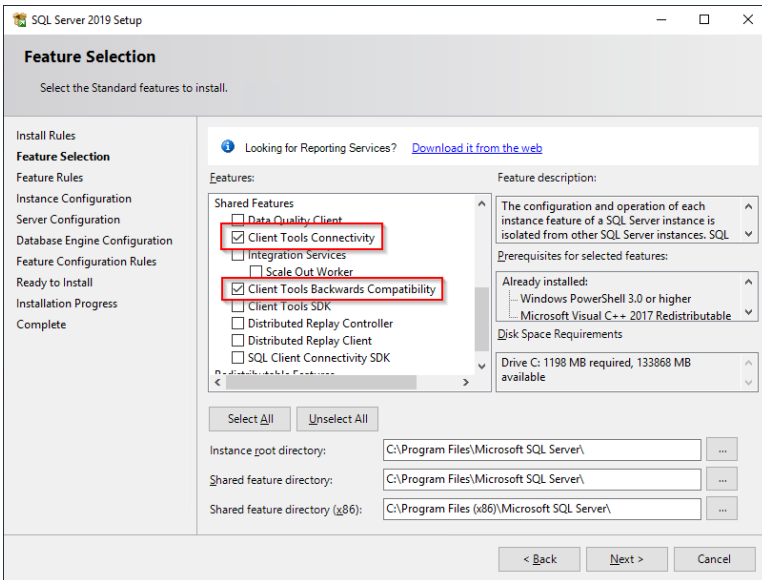 SQL Server 2019 Setup
Feature Selection
Select the Standard features to install.
Install Rules
Feature Selection
Feature Rules
Instance Configuration
Server Configuration
Database Engine Configuration
Feature Configuration Rules
Ready to Install
Installation Progress
Complete
Looking for Reporting Services? Download it from the web
Features:
Shared Features
Data Quality Client
Client Tools Connectivity
Integration Services
Scale Out Worker
Client Tools Backwards Compatibility
Client Tools SDK
Distributed Replay Controller
Distributed Replay Client
SQL Client Connectivity SDK
Redistributable Features
Feature description:
The configuration and operation of each
instance feature of a SQL Server instance is
isolated from other SQL Server instances. SQL
Prerequisites for selected features:
Already installed:
Windows PowerShell 3.0 or higher
Microsoft Visual C++ 2017 Redistributable
Disk Space Requirements
Drive C: 1198 MB required, 133868 MB
available
Select All
Unselect All
Instance root directory:
C:\Program Files\Microsoft SQL Server\
...
Shared feature directory:
C:\Program Files\Microsoft SQL Server\
...
Shared feature directory (x86):
C:\Program Files (x86)\Microsoft SQL Server\
...
< Back
Next >
Cancel